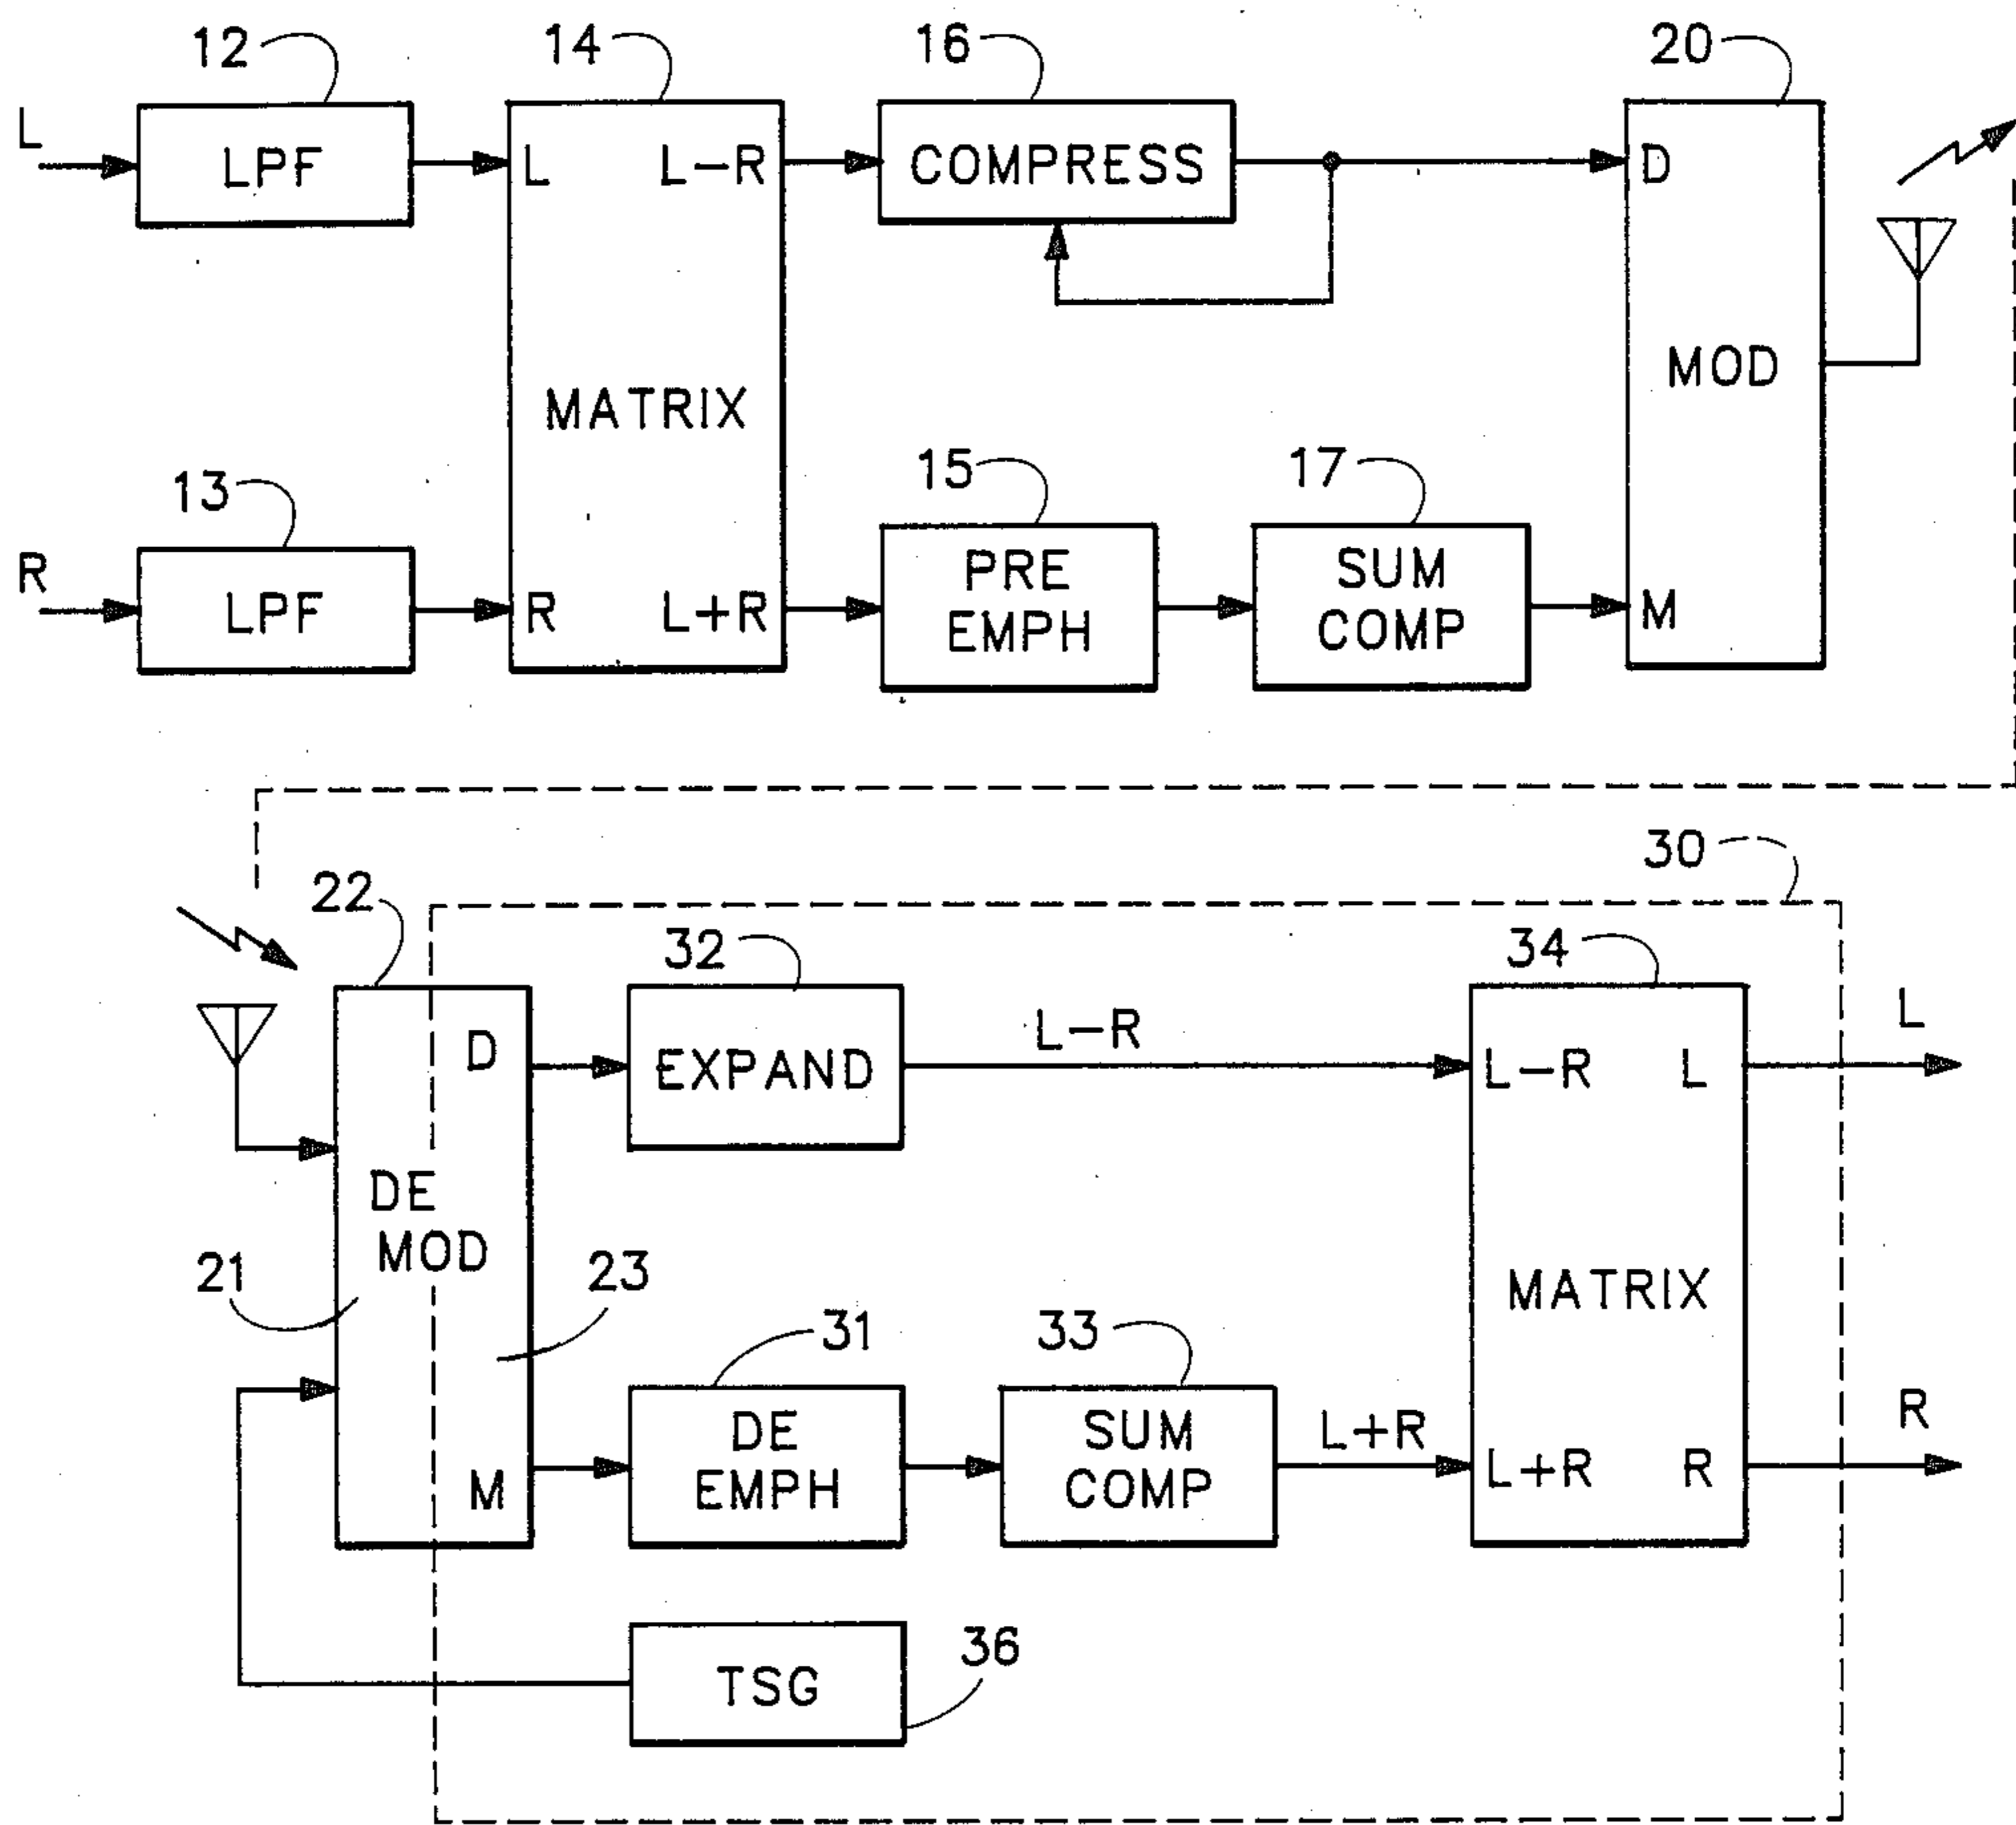 12 14 16 20
L LPF L L-R COMPRESS D
MATRIX MOD
13 15 17
R LPF R L+R PRE EMPH SUM COMP M
30
22 32 34
D EXPAND L-R L-R L L
DE
MOD MATRIX
21 23 31 33
M DE EMPH SUM COMP L+R L+R R R
TSG 36